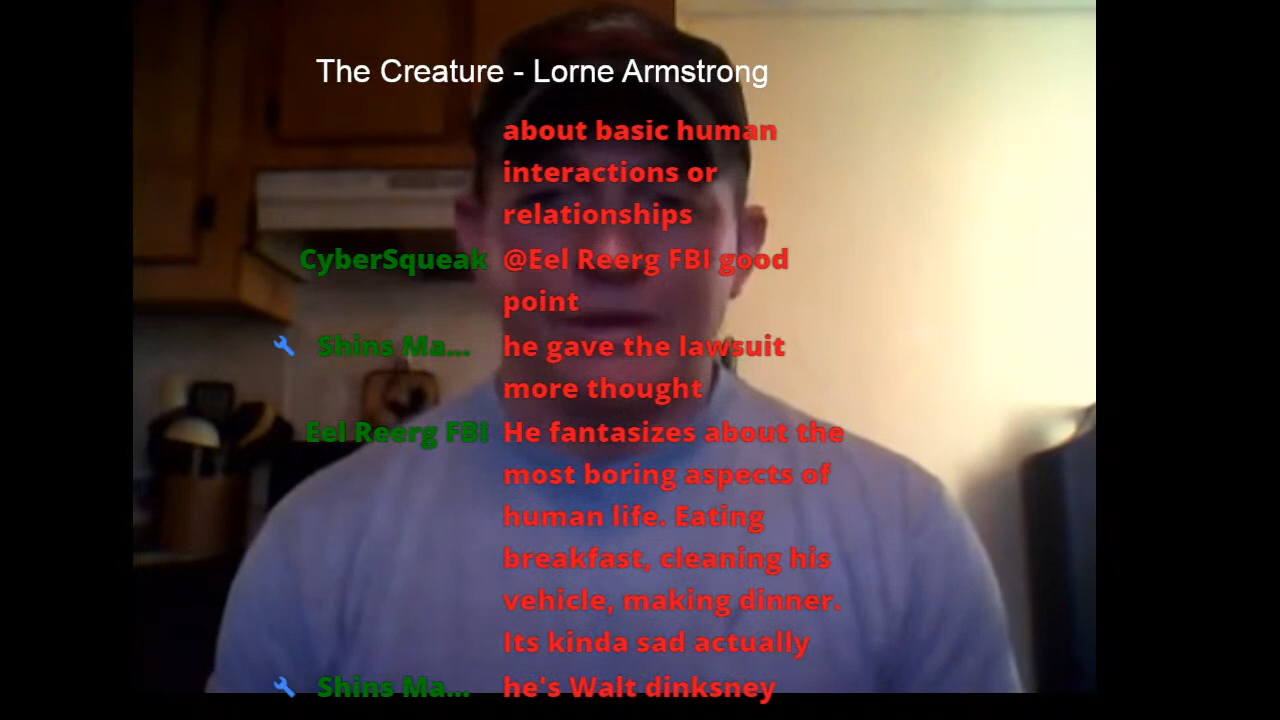 The Creature - Lorne Armstrong
about basic human
interactions or
relationships
CyberSqueak @Eel Reerg FBI good
point
Shins Ma... he gave the lawsuit
more thought
Eel Reerg FBI He fantasizes about the
most boring aspects of
human life. Eating
breakfast, cleaning his
vehicle, making dinner.
Its kinda sad actually
Shins Ma... he's Walt dinksney